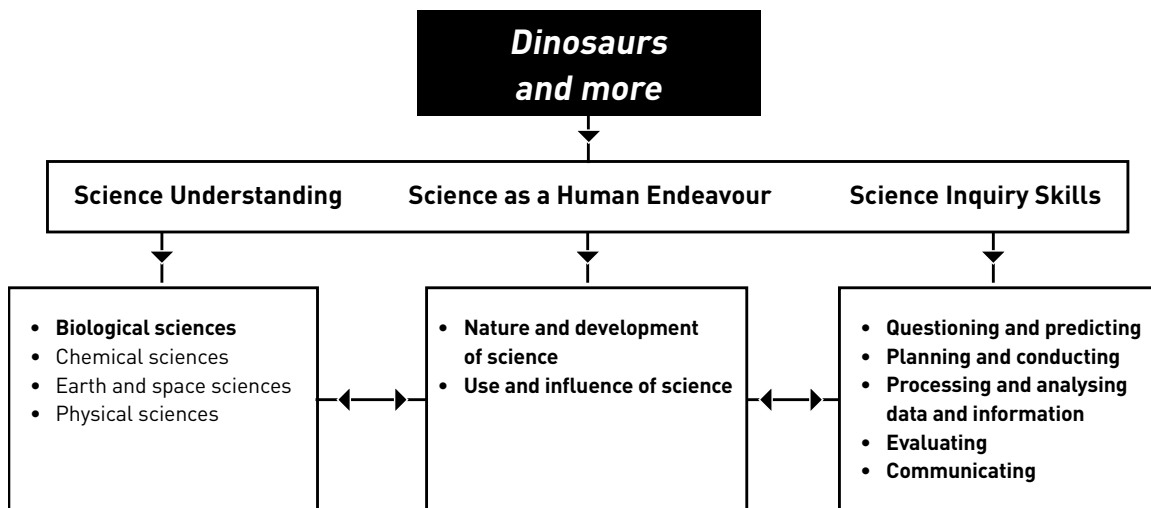 Dinosaurs
and more
Science Understanding
Science as a Human Endeavour
Science Inquiry Skills
• Biological sciences
• Chemical sciences
• Earth and space sciences
• Physical sciences
• Nature and development
of science
• Use and influence of science
• Questioning and predicting
• Planning and conducting
• Processing and analysing
data and information
• Evaluating
• Communicating